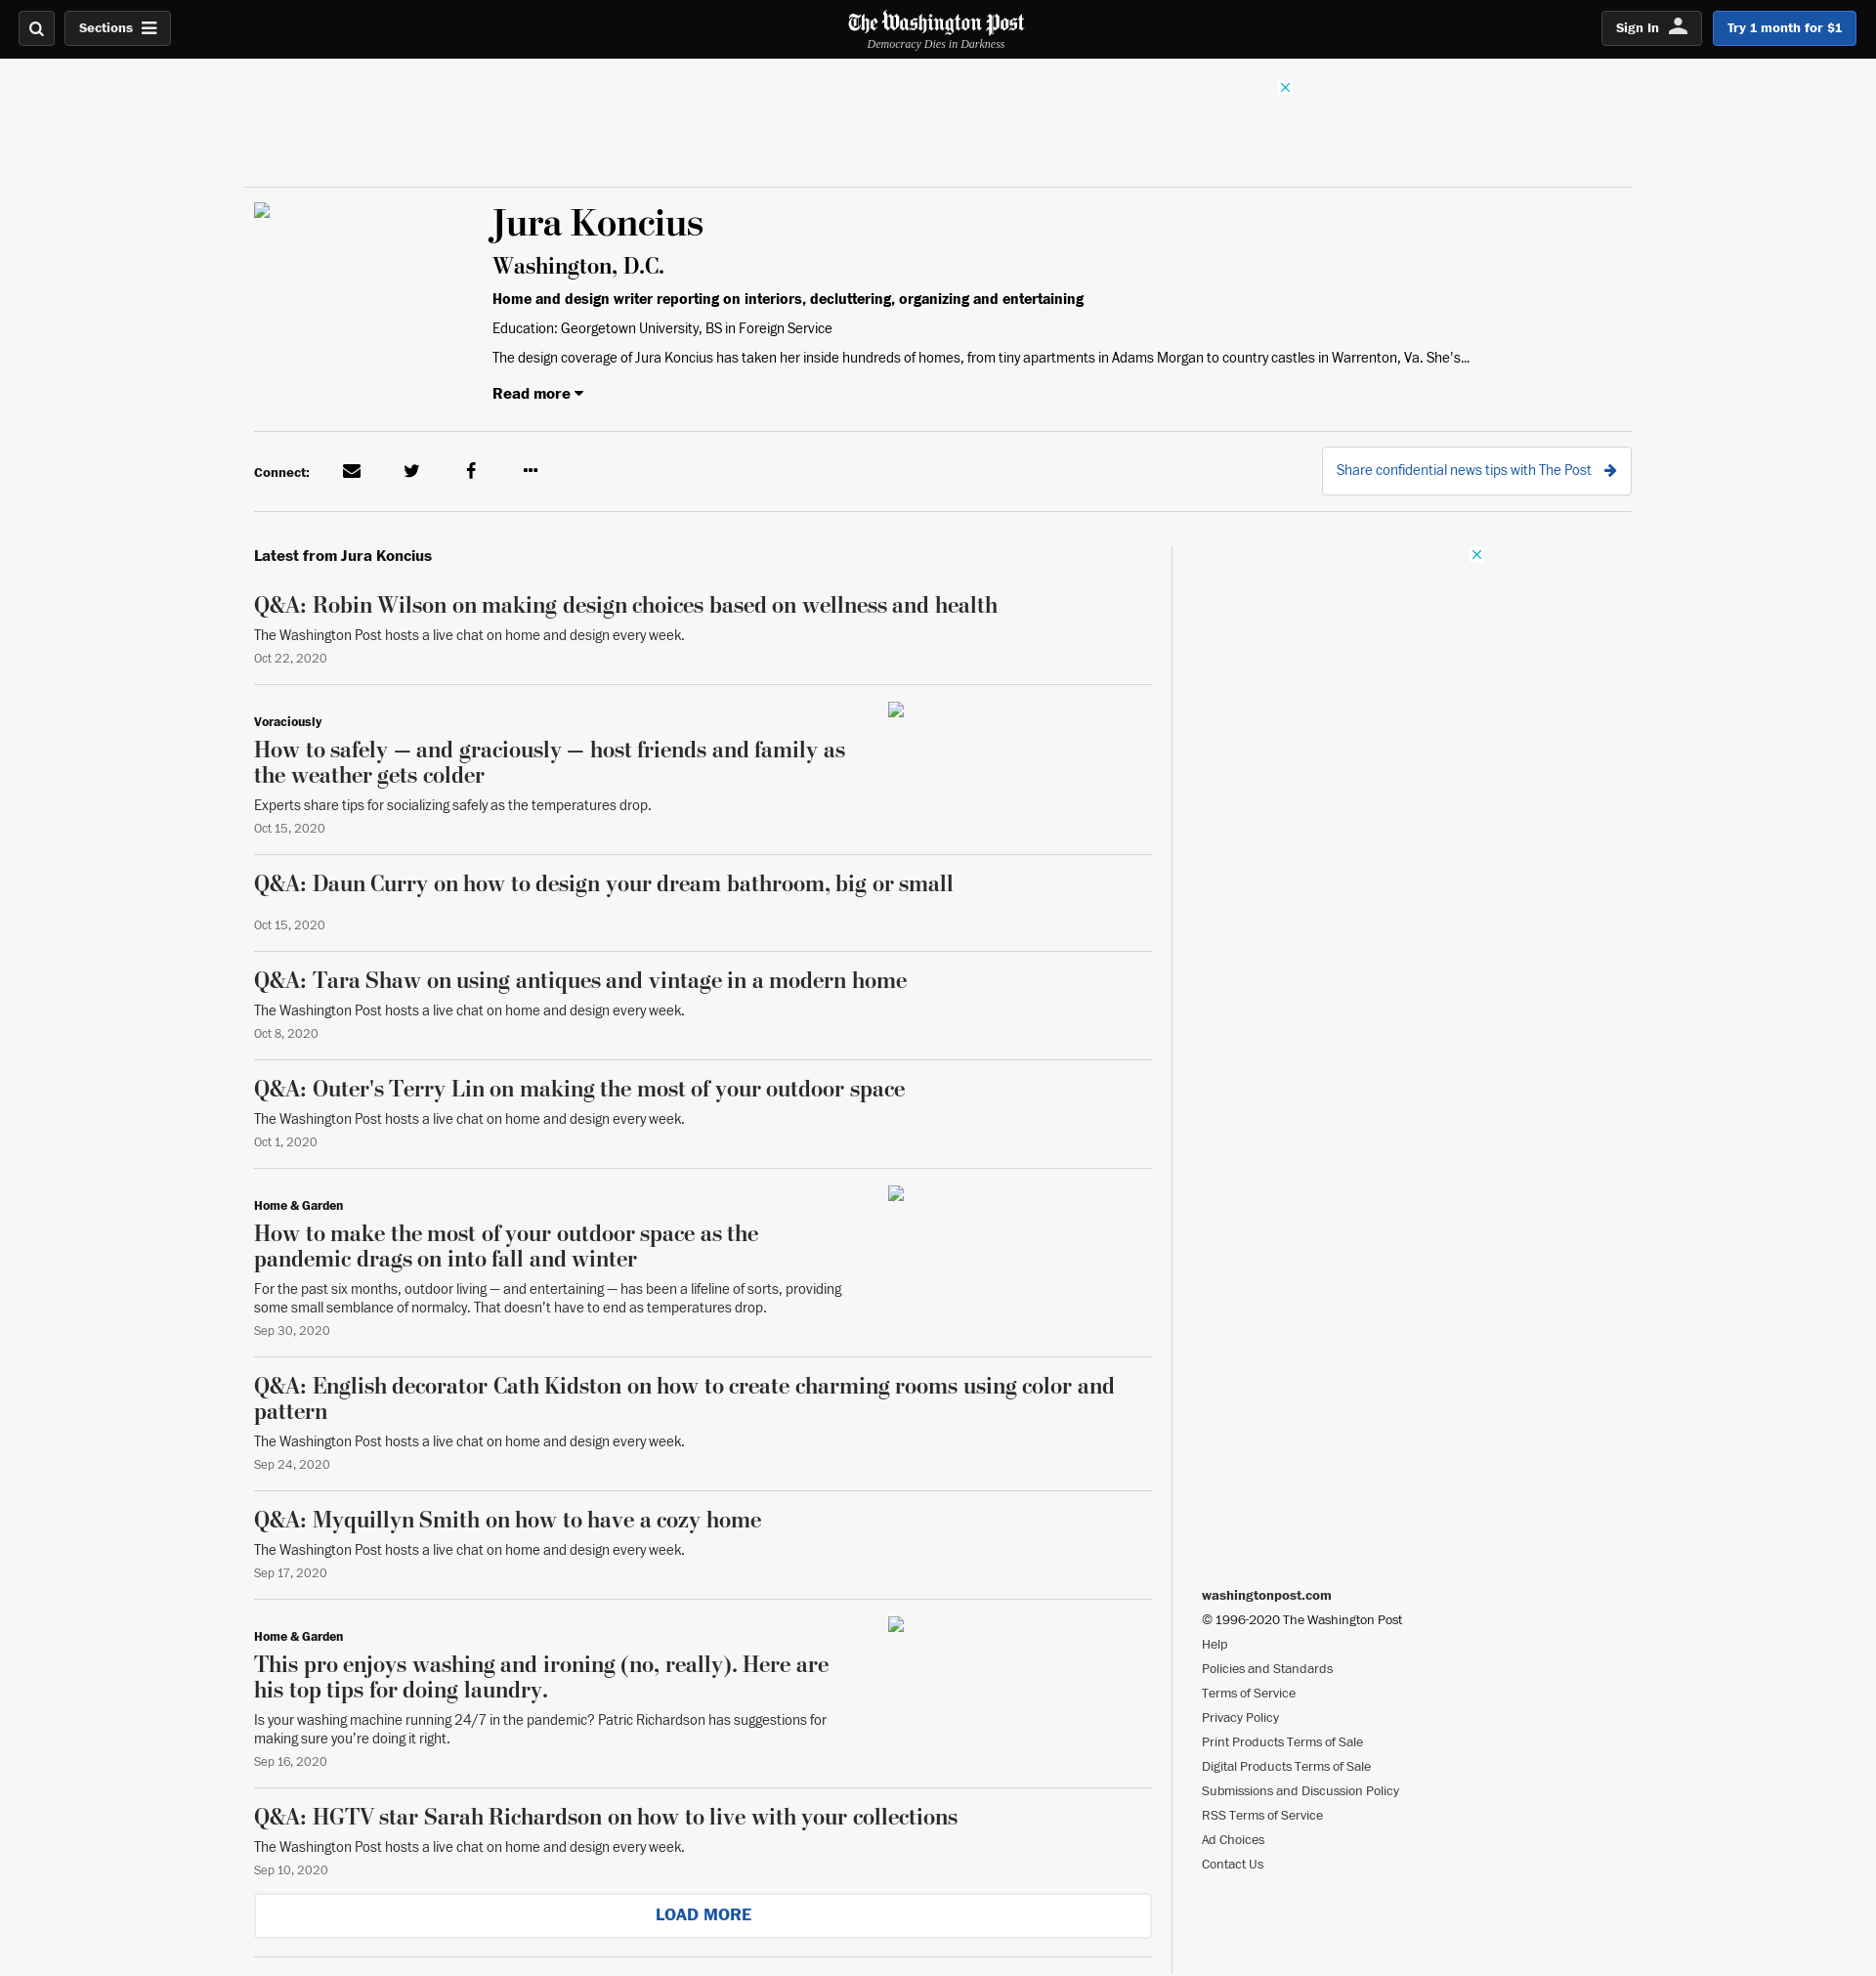 Sections
The Washington Post
Democracy Dies in Darkness
Sign In
Try 1 month for $1
Jura Koncius
Washington, D.C.
Home and design writer reporting on interiors, decluttering, organizing and entertaining
Education: Georgetown University, BS in Foreign Service
The design coverage of Jura Koncius has taken her inside hundreds of homes, from tiny apartments in Adams Morgan to country castles in Warrenton, Va. She's...
Read more
Connect:
Share confidential news tips with The Post
Latest from Jura Koncius
Q&A: Robin Wilson on making design choices based on wellness and health
The Washington Post hosts a live chat on home and design every week.
Oct 22, 2020
Voraciously
How to safely — and graciously — host friends and family as
the weather gets colder
Experts share tips for socializing safely as the temperatures drop.
Oct 15, 2020
Q&A: Daun Curry on how to design your dream bathroom, big or small
Oct 15, 2020
Q&A: Tara Shaw on using antiques and vintage in a modern home
The Washington Post hosts a live chat on home and design every week.
Oct 8, 2020
Q&A: Outer's Terry Lin on making the most of your outdoor space
The Washington Post hosts a live chat on home and design every week.
Oct 1, 2020
Home & Garden
How to make the most of your outdoor space as the
pandemic drags on into fall and winter
For the past six months, outdoor living — and entertaining — has been a lifeline of sorts, providing
some small semblance of normalcy. That doesn’t have to end as temperatures drop.
Sep 30, 2020
Q&A: English decorator Cath Kidston on how to create charming rooms using color and
pattern
The Washington Post hosts a live chat on home and design every week.
Sep 24, 2020
Q&A: Myquillyn Smith on how to have a cozy home
The Washington Post hosts a live chat on home and design every week.
Sep 17, 2020
Home & Garden
This pro enjoys washing and ironing (no, really). Here are
his top tips for doing laundry.
Is your washing machine running 24/7 in the pandemic? Patric Richardson has suggestions for
making sure you’re doing it right.
Sep 16, 2020
Q&A: HGTV star Sarah Richardson on how to live with your collections
The Washington Post hosts a live chat on home and design every week.
Sep 10, 2020
LOAD MORE
washingtonpost.com
© 1996-2020 The Washington Post
Help
Policies and Standards
Terms of Service
Privacy Policy
Print Products Terms of Sale
Digital Products Terms of Sale
Submissions and Discussion Policy
RSS Terms of Service
Ad Choices
Contact Us